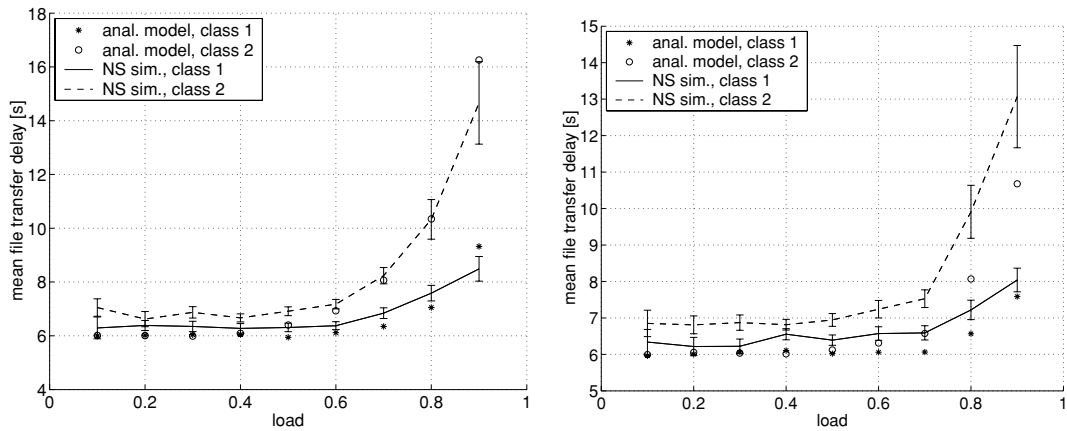 18
16
14
12
10
8
6
4
0
0.2
0.4
0.6
0.8
1
load
mean file transfer delay [s]
anal. model, class 1
anal. model, class 2
NS sim., class 1
NS sim., class 2
15
14
13
12
11
10
9
8
7
6
5
0
0.2
0.4
0.6
0.8
1
load
mean file transfer delay [s]
anal. model, class 1
anal. model, class 2
NS sim., class 1
NS sim., class 2